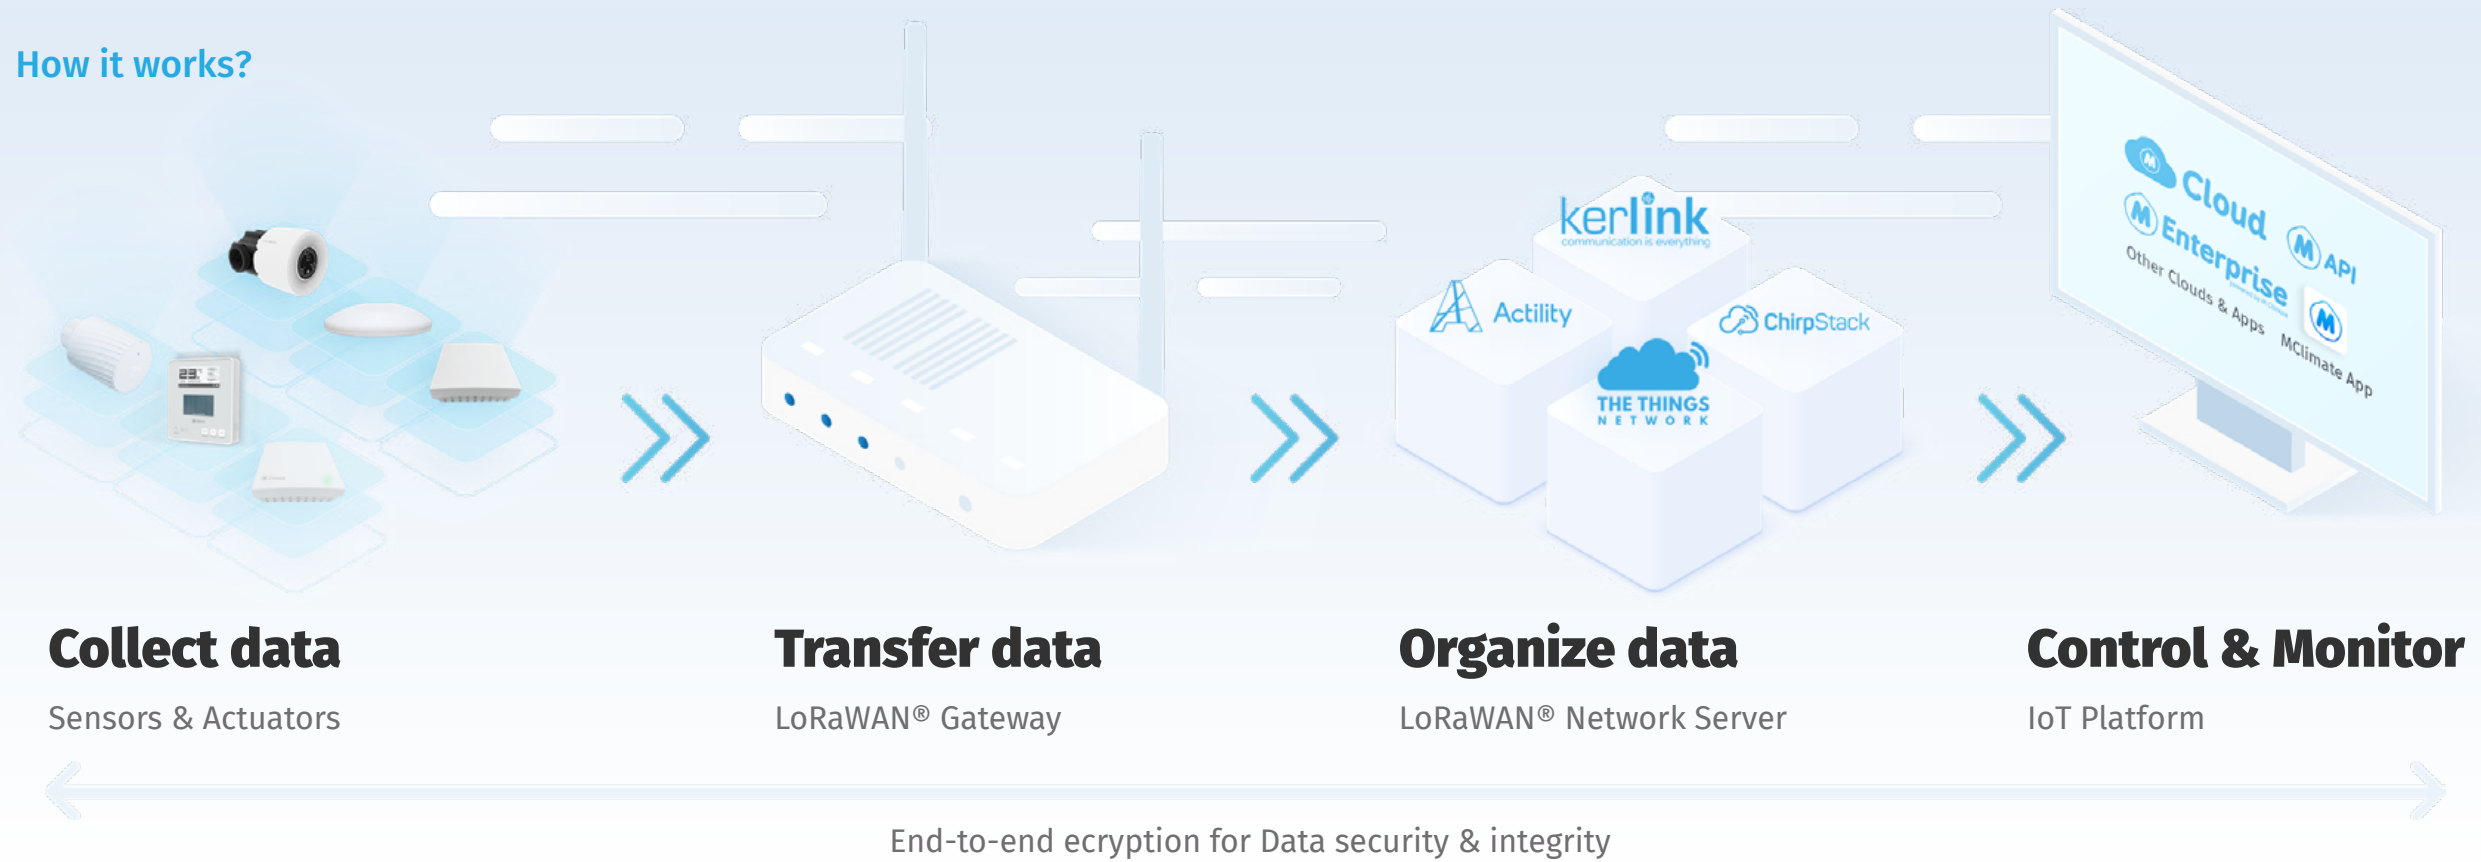 How it works?
kerlink
communication is everything
Actility
ChirpStack
THE THINGS
NETWORK
M
Cloud
M Enterprise
M API
Other Clouds & Apps
M
MClimate App
23
Collect data
Sensors & Actuators
Transfer data
LoRaWAN® Gateway
Organize data
LoRaWAN® Network Server
Control & Monitor
IoT Platform
End-to-end ecryption for Data security & integrity